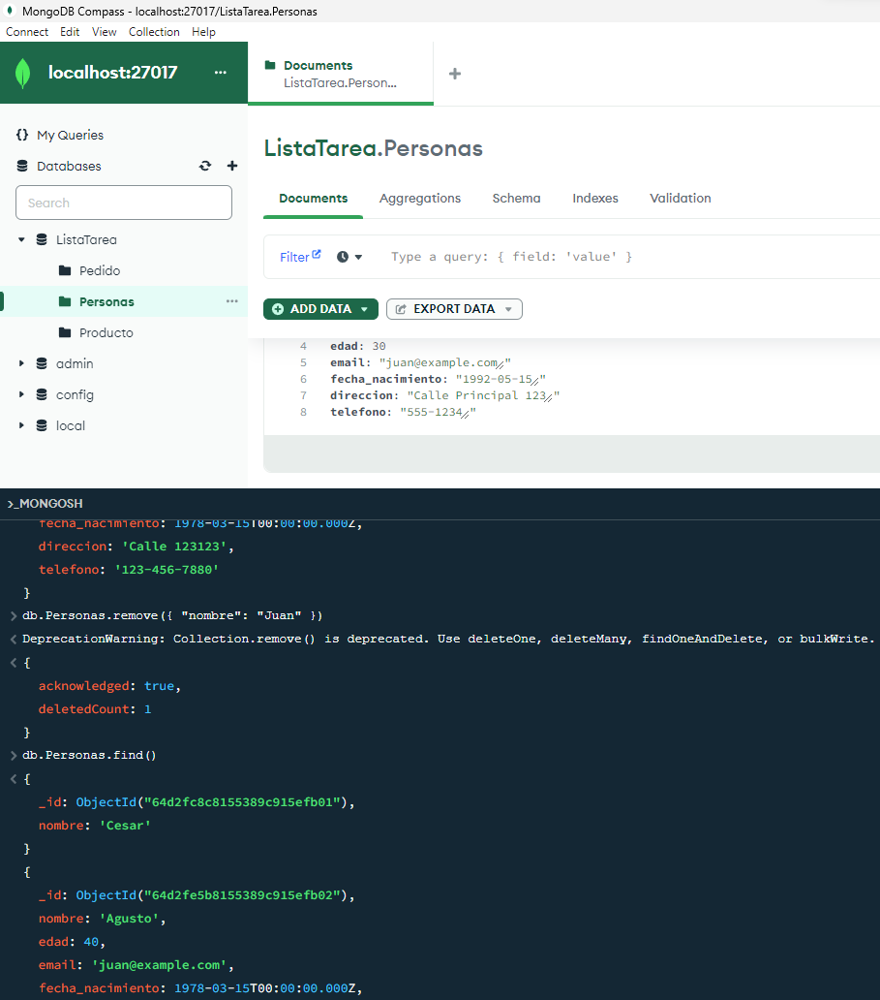 MongoDB Compass - localhost:27017/ListaTarea.Personas
Connect Edit View Collection Help
localhost:27017 ...
Documents
ListaTarea.Person...
+
{} My Queries
Databases
Search
ListaTarea
Pedido
Personas ...
Producto
admin
config
local
ListaTarea.Personas
Documents Aggregations Schema Indexes Validation
Filter Type a query: { field: 'value' }
ADD DATA EXPORT DATA
4 edad: 30
5 email: "juan@example.com/"
6 fecha_nacimiento: "1992-05-15/"
7 direccion: "Calle Principal 123/"
8 telefono: "555-1234/"
>_MONGOSH
fecha_nacimiento: 1978-03-15T00:00:00.000Z,
direccion: 'Calle 123123',
telefono: '123-456-7880'
}
> db.Personas.remove({ "nombre": "Juan" })
< DeprecationWarning: Collection.remove() is deprecated. Use deleteOne, deleteMany, findOneAndDelete, or bulkWrite.
< {
acknowledged: true,
deletedCount: 1
}
> db.Personas.find()
< {
_id: ObjectId("64d2fc8c8155389c915efb01"),
nombre: 'Cesar'
}
{
_id: ObjectId("64d2fe5b8155389c915efb02"),
nombre: 'Agusto',
edad: 40,
email: 'juan@example.com',
fecha_nacimiento: 1978-03-15T00:00:00.000Z,